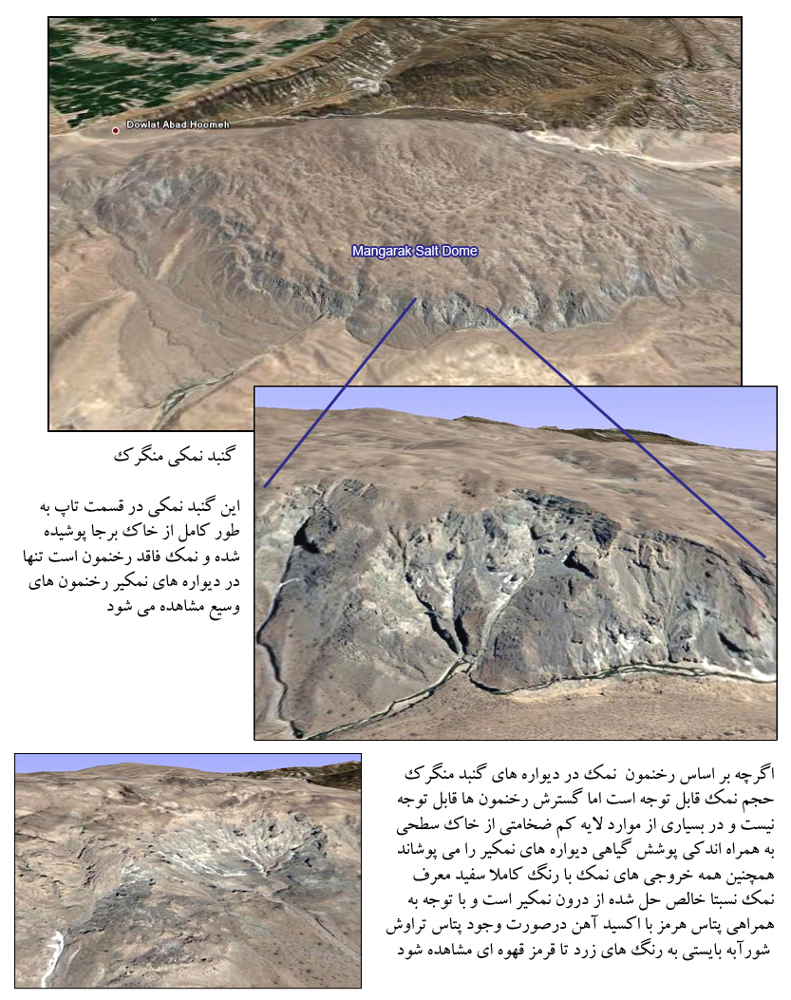 Dowlat Abad Hoomeh
Mangarak Salt Dome
گنبد نمکی منگرک
این گنبد نمکی در قسمت تاپ به
طور کامل از خاک برجا پوشیده
شده و نمک فاقد رخنمون است تنها
در دیواره های نمکیر رخنمون های
وسیع مشاهده می شود
اگرچه بر اساس رخنمون نمک در دیواره های گنبد منگرک
حجم نمک قابل توجه است اما گسترش رخنمون ها قابل توجه
نیست و در بسیاری از موارد لایه کم ضخامتی از خاک سطحی
به همراه اندکی پوشش گیاهی دیواره های نمکیر را می پوشاند
همچنین همه خروجی های نمک با رنگ کاملا سفید معرف
نمک نسبتا خالص حل شده از درون نمکیر است و با توجه به
همراهی پتاس هرمز با اکسید آهن درصورت وجود پتاس تراوش
شورآبه بایستی به رنگ های زرد تا قرمز قهوه ای مشاهده شود